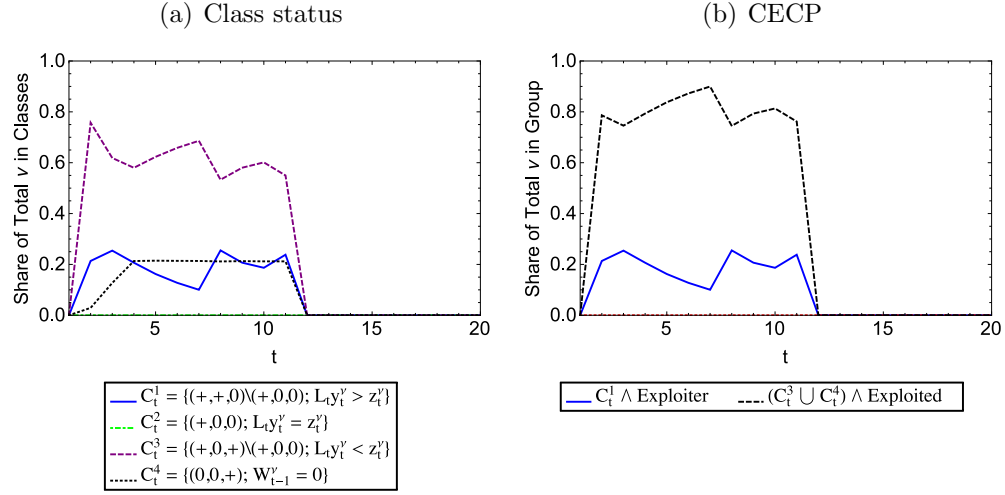 (a) Class status
(b) CECP
Share of Total v in Classes
1.0
0.8
0.6
0.4
0.2
0.0
5 10 15 20
t
C_t^1 = {(+,+,0)\(+,0,0); L_t y_t^ν > z_t^ν}
C_t^2 = {(+,0,0); L_t y_t^ν = z_t^ν}
C_t^3 = {(+,0,+)\(+,0,0); L_t y_t^ν < z_t^ν}
C_t^4 = {(0,0,+); W_{t-1}^ν = 0}
Share of Total v in Group
1.0
0.8
0.6
0.4
0.2
0.0
5 10 15 20
t
C_t^1 ∧ Exploiter (C_t^3 ⋃ C_t^4) ∧ Exploited